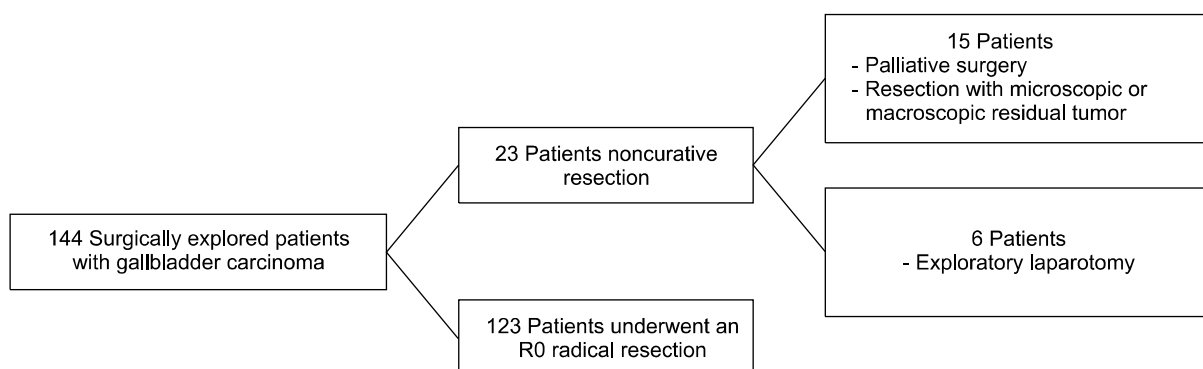 144 Surgically explored patients
with gallbladder carcinoma
23 Patients noncurative
resection
123 Patients underwent an
R0 radical resection
15 Patients
- Palliative surgery
- Resection with microscopic or
macroscopic residual tumor
6 Patients
- Exploratory laparotomy